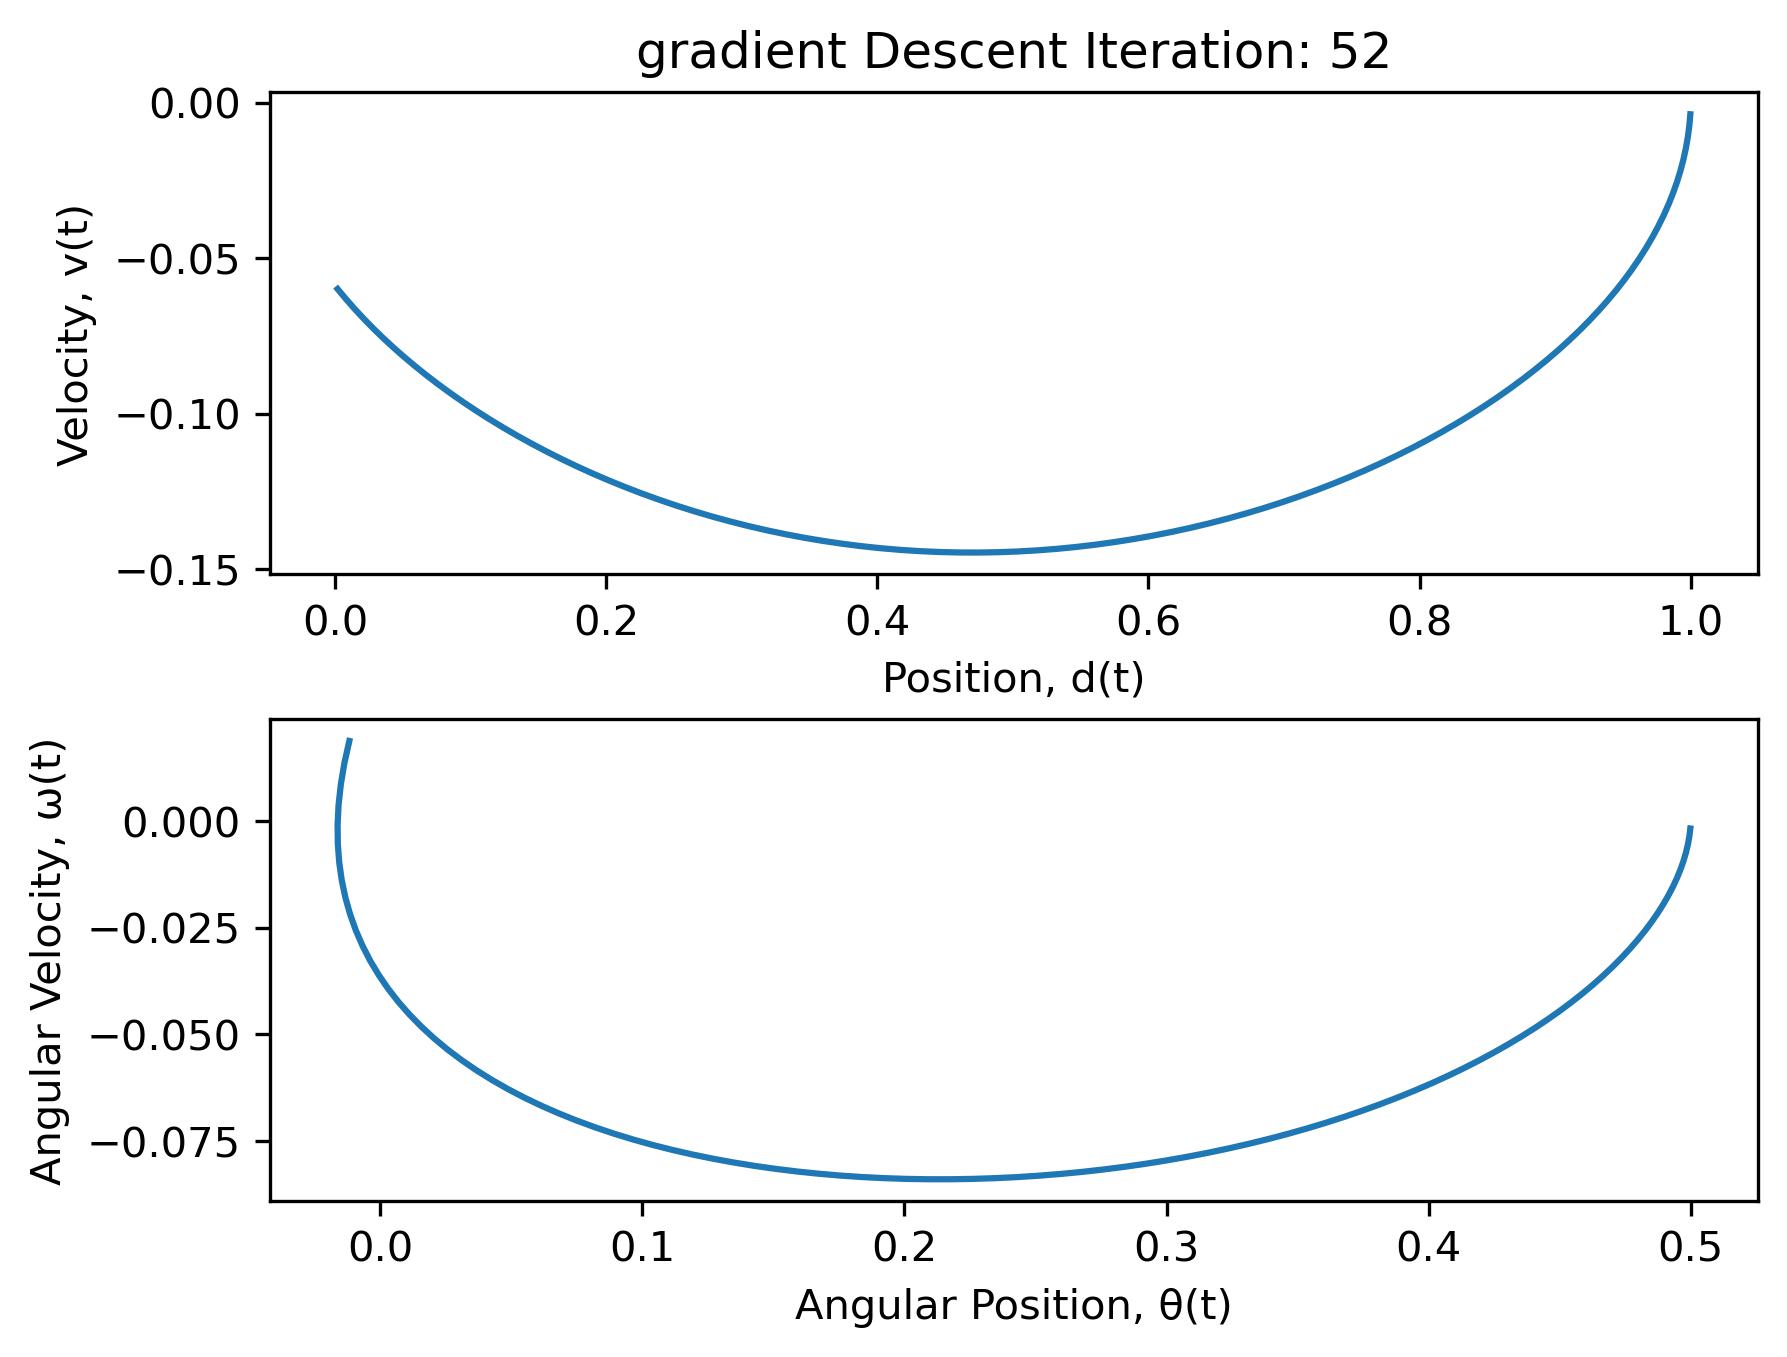 gradient Descent Iteration: 52
0.00
−0.05
−0.10
−0.15
Velocity, v(t)
0.0 0.2 0.4 0.6 0.8 1.0
Position, d(t)
0.000
−0.025
−0.050
−0.075
Angular Velocity, ω(t)
0.0 0.1 0.2 0.3 0.4 0.5
Angular Position, θ(t)